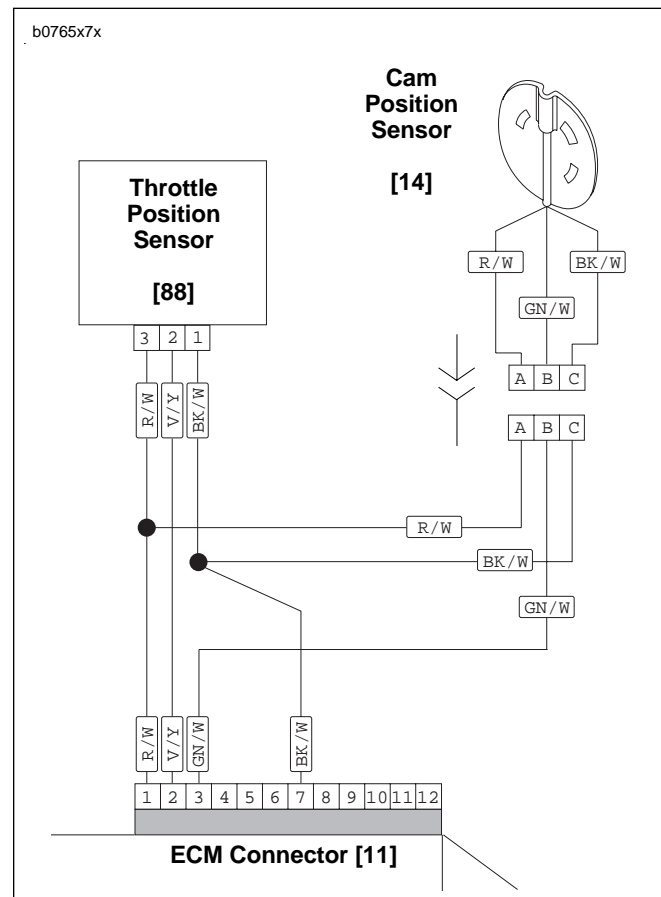 b0765x7x
Cam
Position
Sensor
[14]
Throttle
Position
Sensor
[88]
R/W
BK/W
GN/W
3 2 1
A B C
R/W
V/Y
BK/W
A B C
R/W
BK/W
GN/W
R/W
V/Y
GN/W
BK/W
1 2 3 4 5 6 7 8 9 10 11 12
ECM Connector [11]